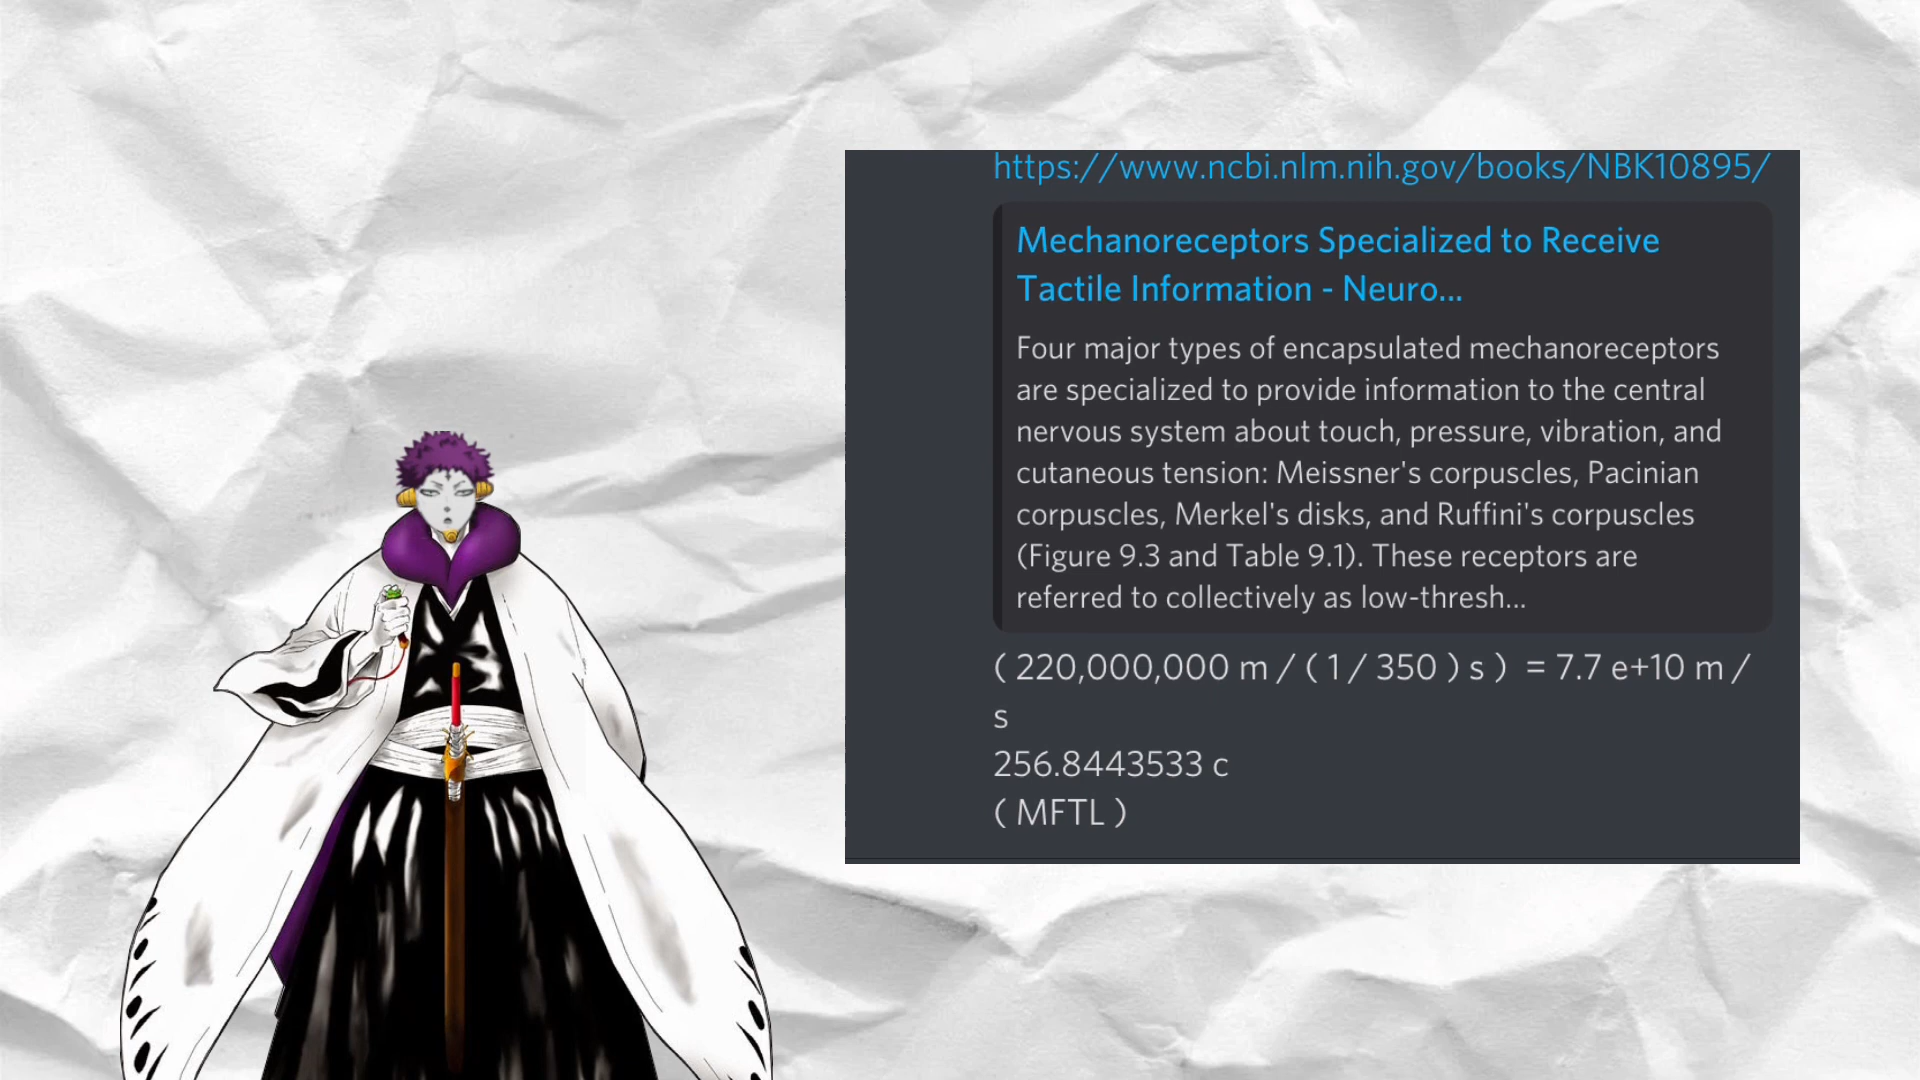 https://www.ncbi.nlm.nih.gov/books/NBK10895/
Mechanoreceptors Specialized to Receive
Tactile Information - Neuro...
Four major types of encapsulated mechanoreceptors
are specialized to provide information to the central
nervous system about touch, pressure, vibration, and
cutaneous tension: Meissner's corpuscles, Pacinian
corpuscles, Merkel's disks, and Ruffini's corpuscles
(Figure 9.3 and Table 9.1). These receptors are
referred to collectively as low-thresh...
( 220,000,000 m / ( 1 / 350 ) s )  = 7.7 e+10 m /
s
256.8443533 c
( MFTL )